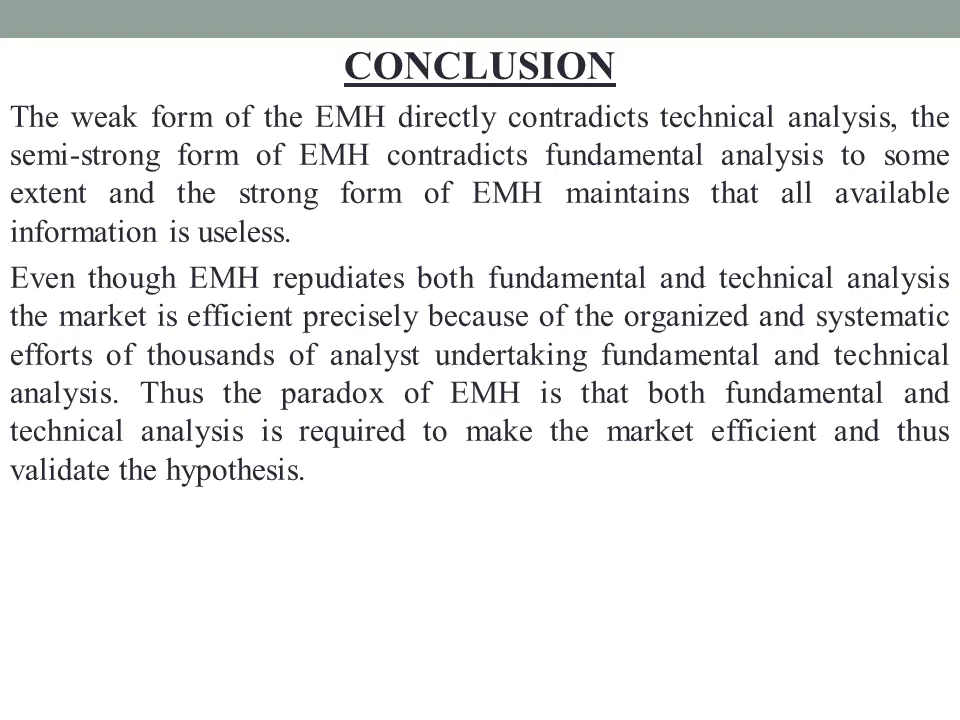 CONCLUSION
The weak form of the EMH directly contradicts technical analysis, the
semi-strong form of EMH contradicts fundamental analysis to some
extent and the strong form of EMH maintains that all available
information is useless.
Even though EMH repudiates both fundamental and technical analysis
the market is efficient precisely because of the organized and systematic
efforts of thousands of analyst undertaking fundamental and technical
analysis. Thus the paradox of EMH is that both fundamental and
technical analysis is required to make the market efficient and thus
validate the hypothesis.